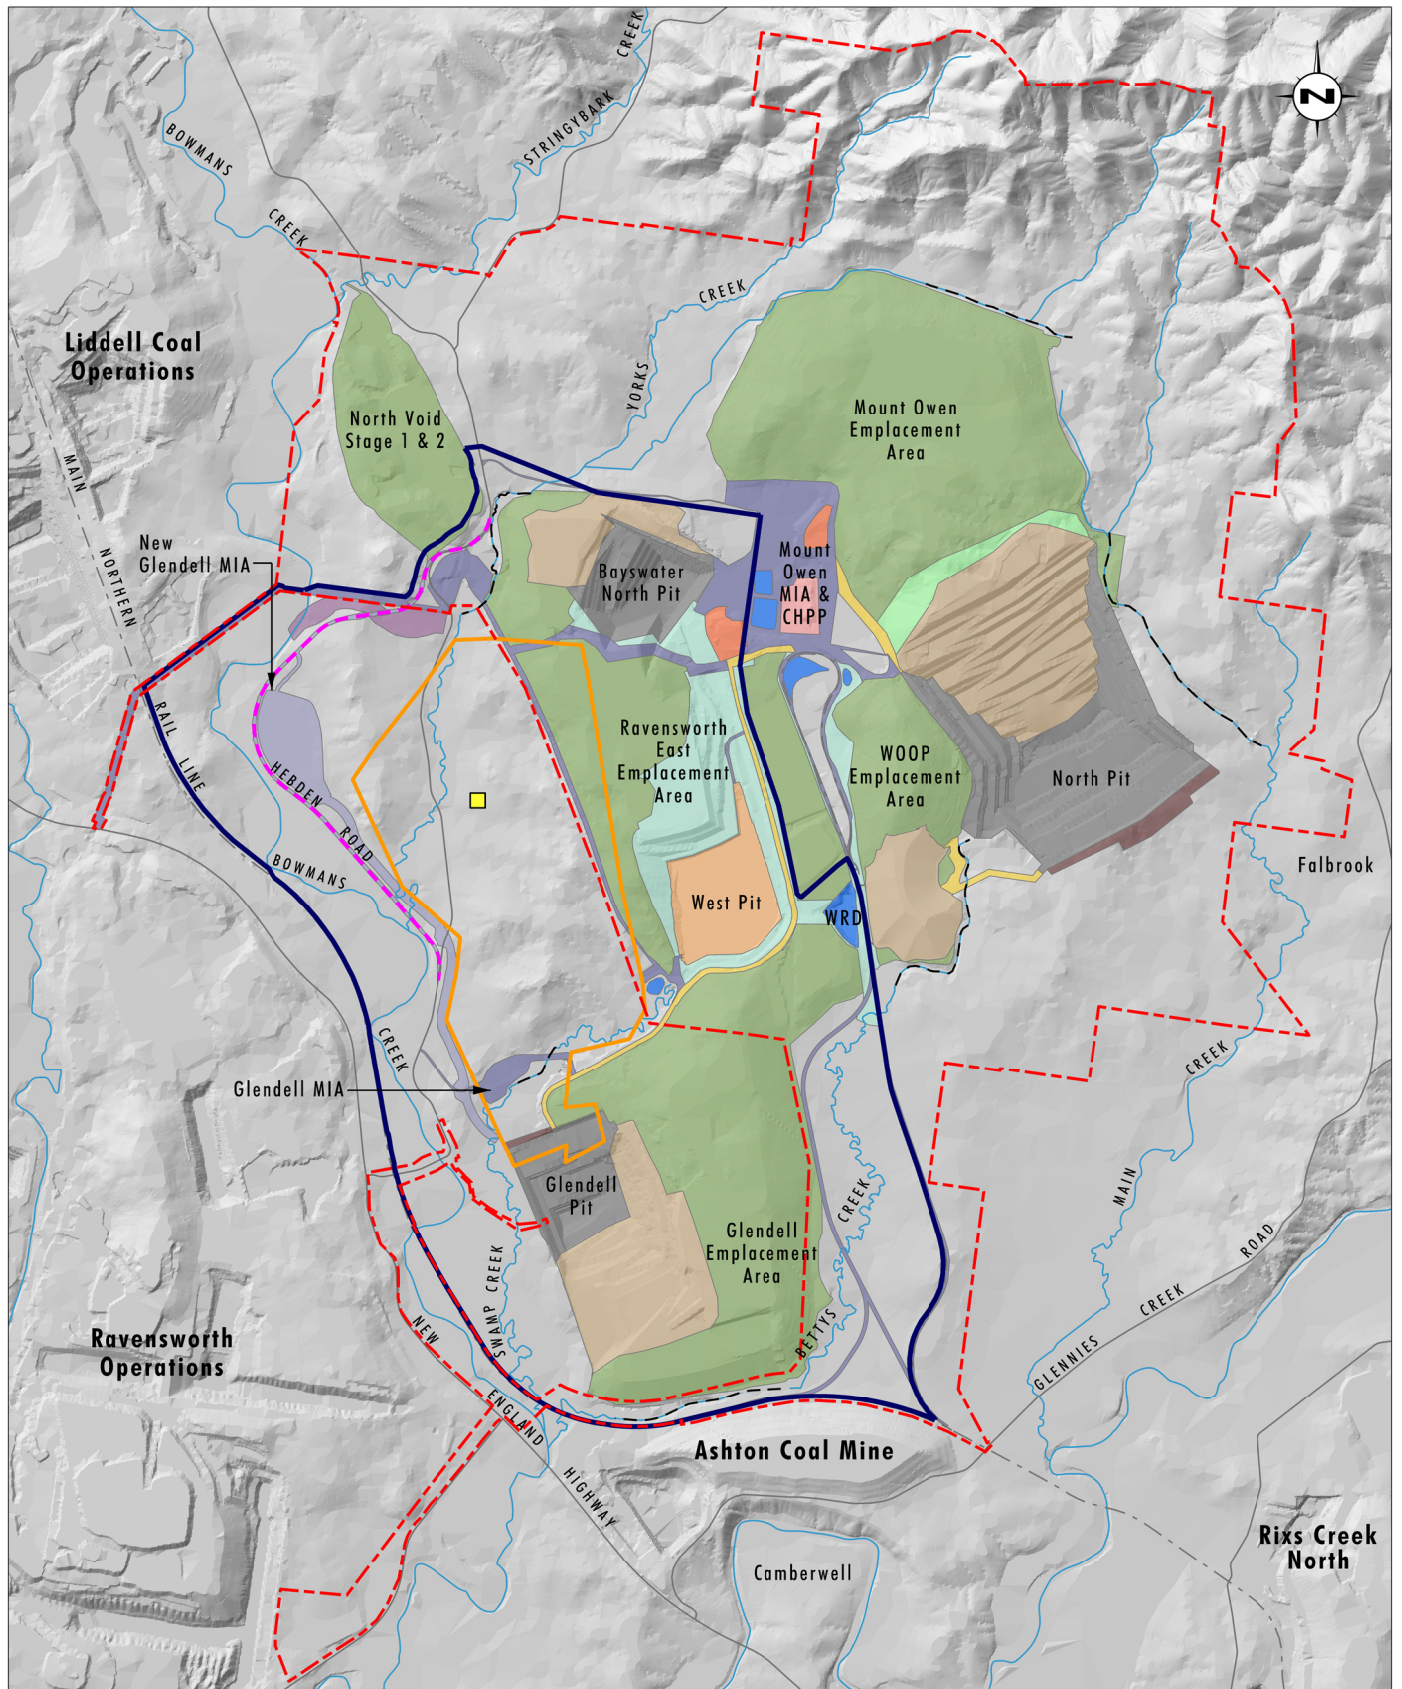 CREEK
STRINGYBARK
BOWMANS
CREEK
N
CREEK
YORKS
Liddell Coal
Operations
North Void
Stage 1 & 2
Mount Owen
Emplacement
Area
MAIN
NORTHERN
RAIL
LINE
New
Glendell MIA
Bayswater
North Pit
Mount
Owen
MIA &
CHPP
Ravensworth
East
Emplacement
Area
WOOP
Emplacement
Area
North Pit
HEBDEN
ROAD
BOWMANS
CREEK
West Pit
WRD
Falbrook
Glendell MIA
CREEK
MAIN
Glendell
Pit
CREEK
BETTYS
Glendell
Emplacement
Area
SWAMP CREEK
GLENNIES
CREEK
ROAD
Ravensworth
Operations
NEW
ENGLAND
HIGHWAY
Ashton Coal Mine
Camberwell
Rixs Creek
North